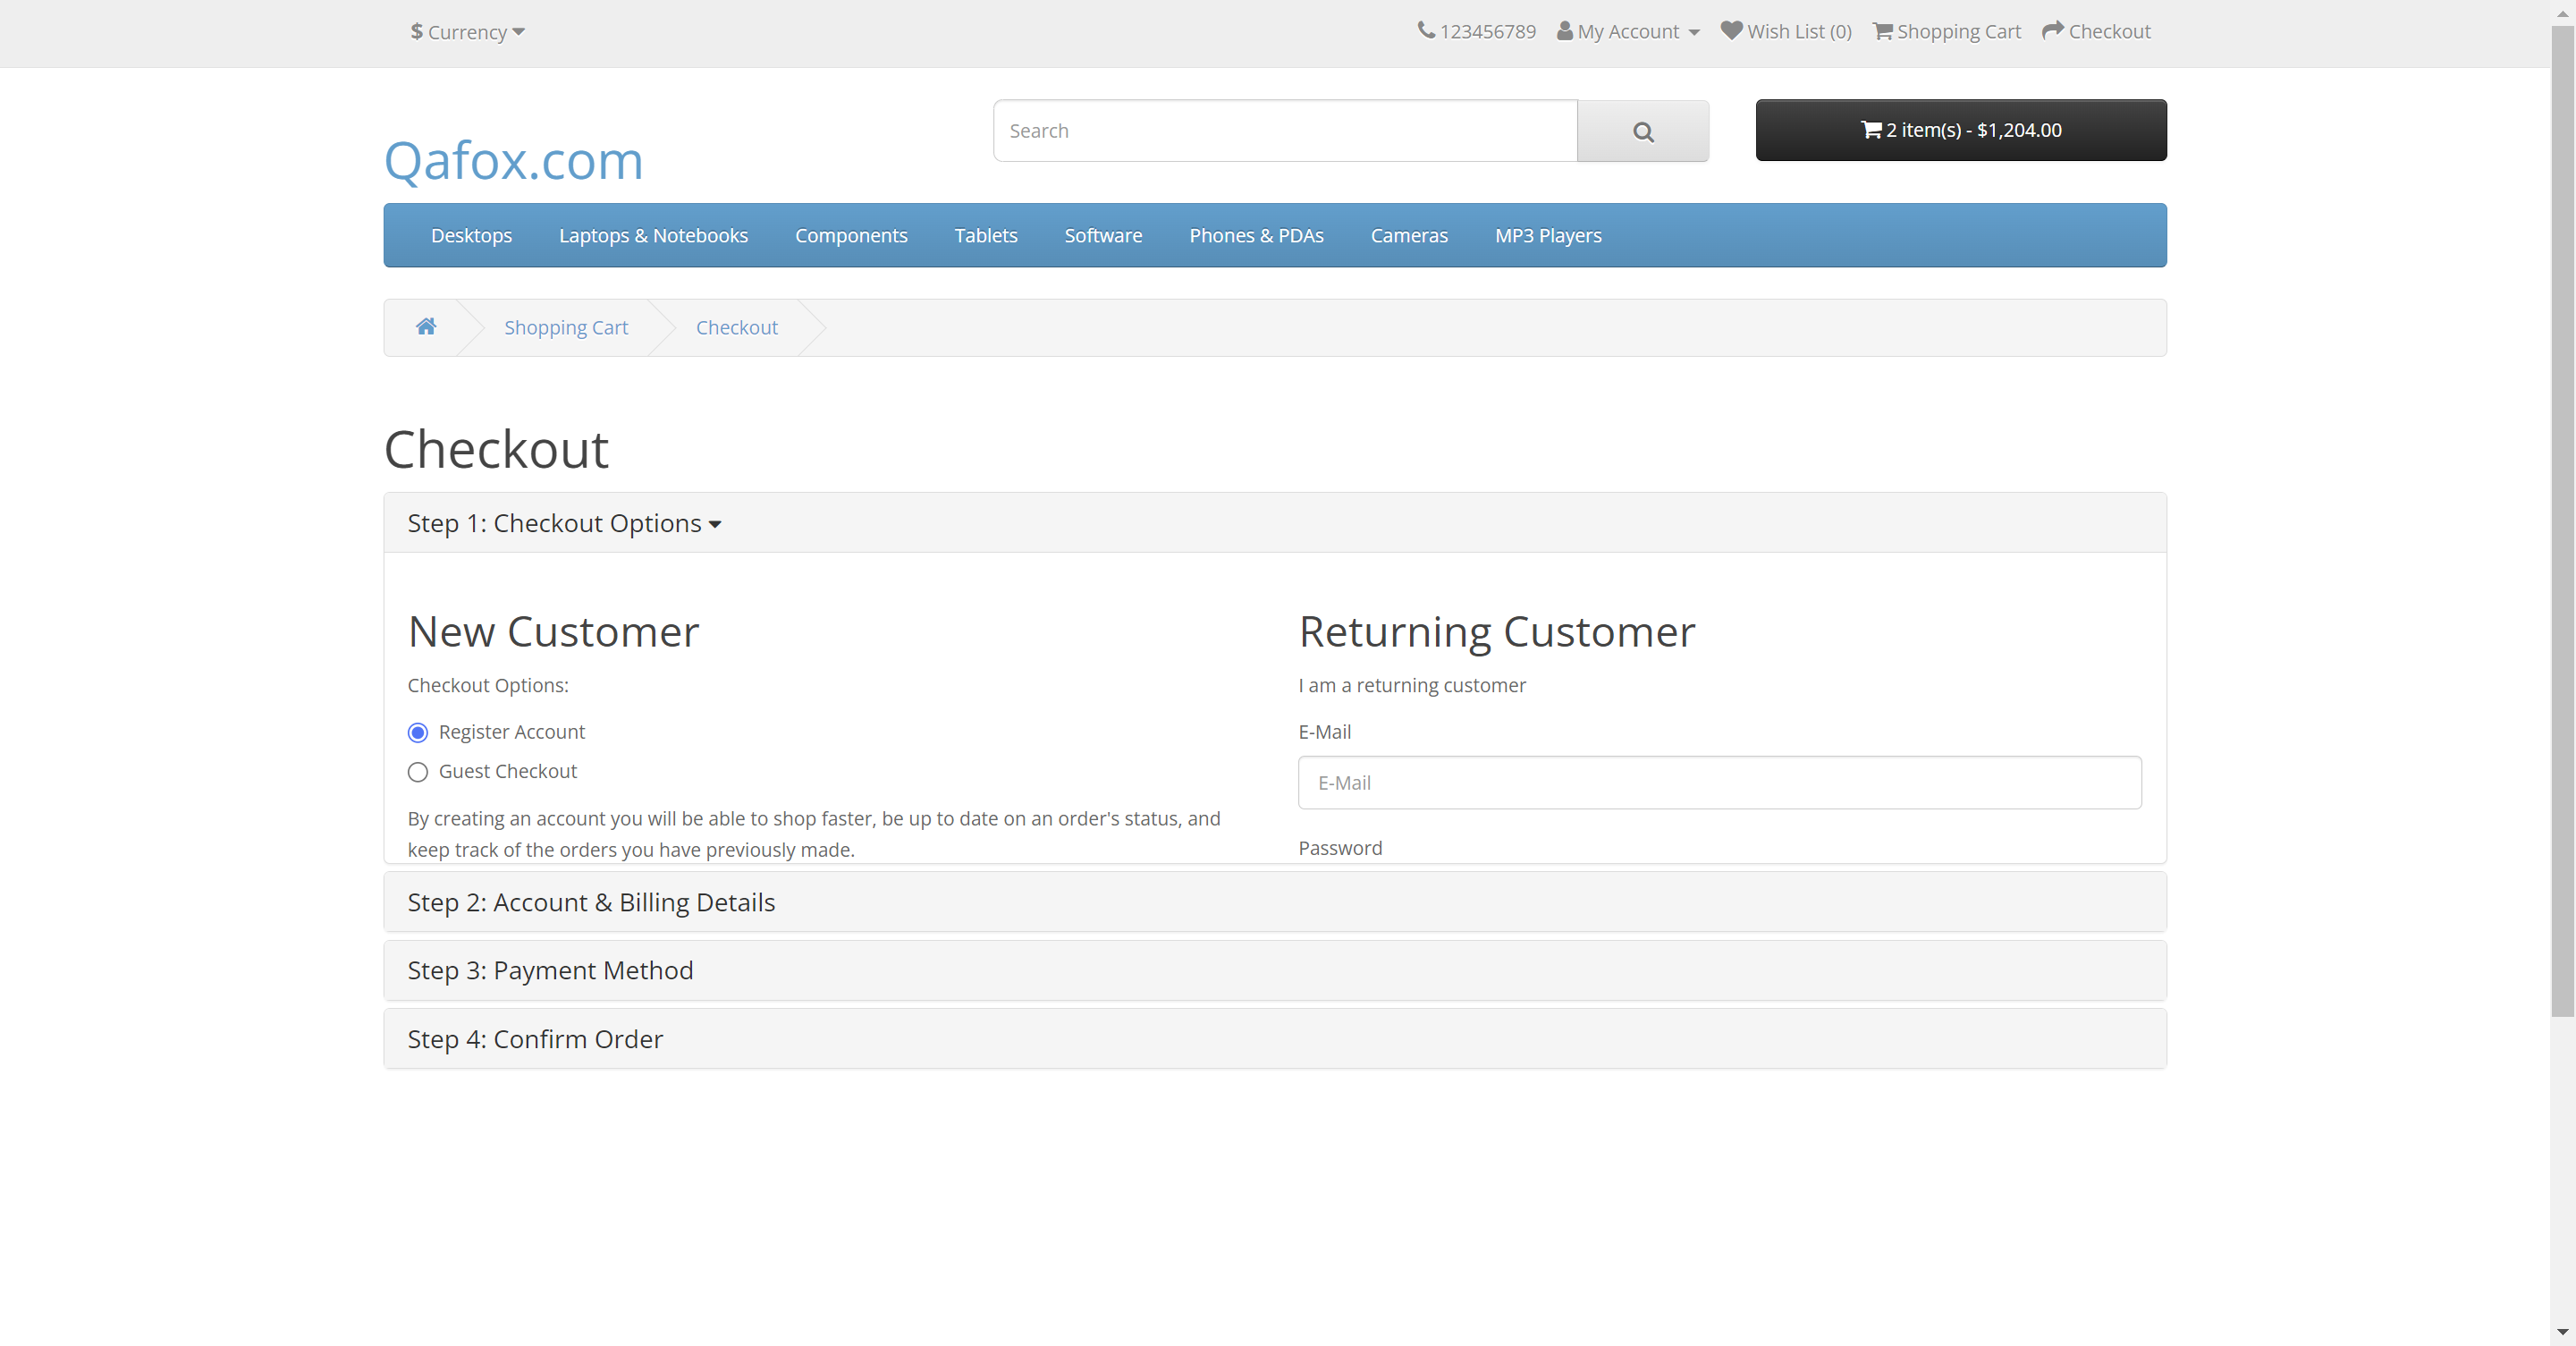 $ Currency
123456789 My Account Wish List (0) Shopping Cart Checkout
Qafox.com
Search
2 item(s) - $1,204.00
Desktops Laptops & Notebooks Components Tablets Software Phones & PDAs Cameras MP3 Players
Shopping Cart Checkout
Checkout
Step 1: Checkout Options
New Customer
Checkout Options:
Register Account
Guest Checkout
By creating an account you will be able to shop faster, be up to date on an order's status, and
keep track of the orders you have previously made.
Returning Customer
I am a returning customer
E-Mail
E-Mail
Password
Step 2: Account & Billing Details
Step 3: Payment Method
Step 4: Confirm Order